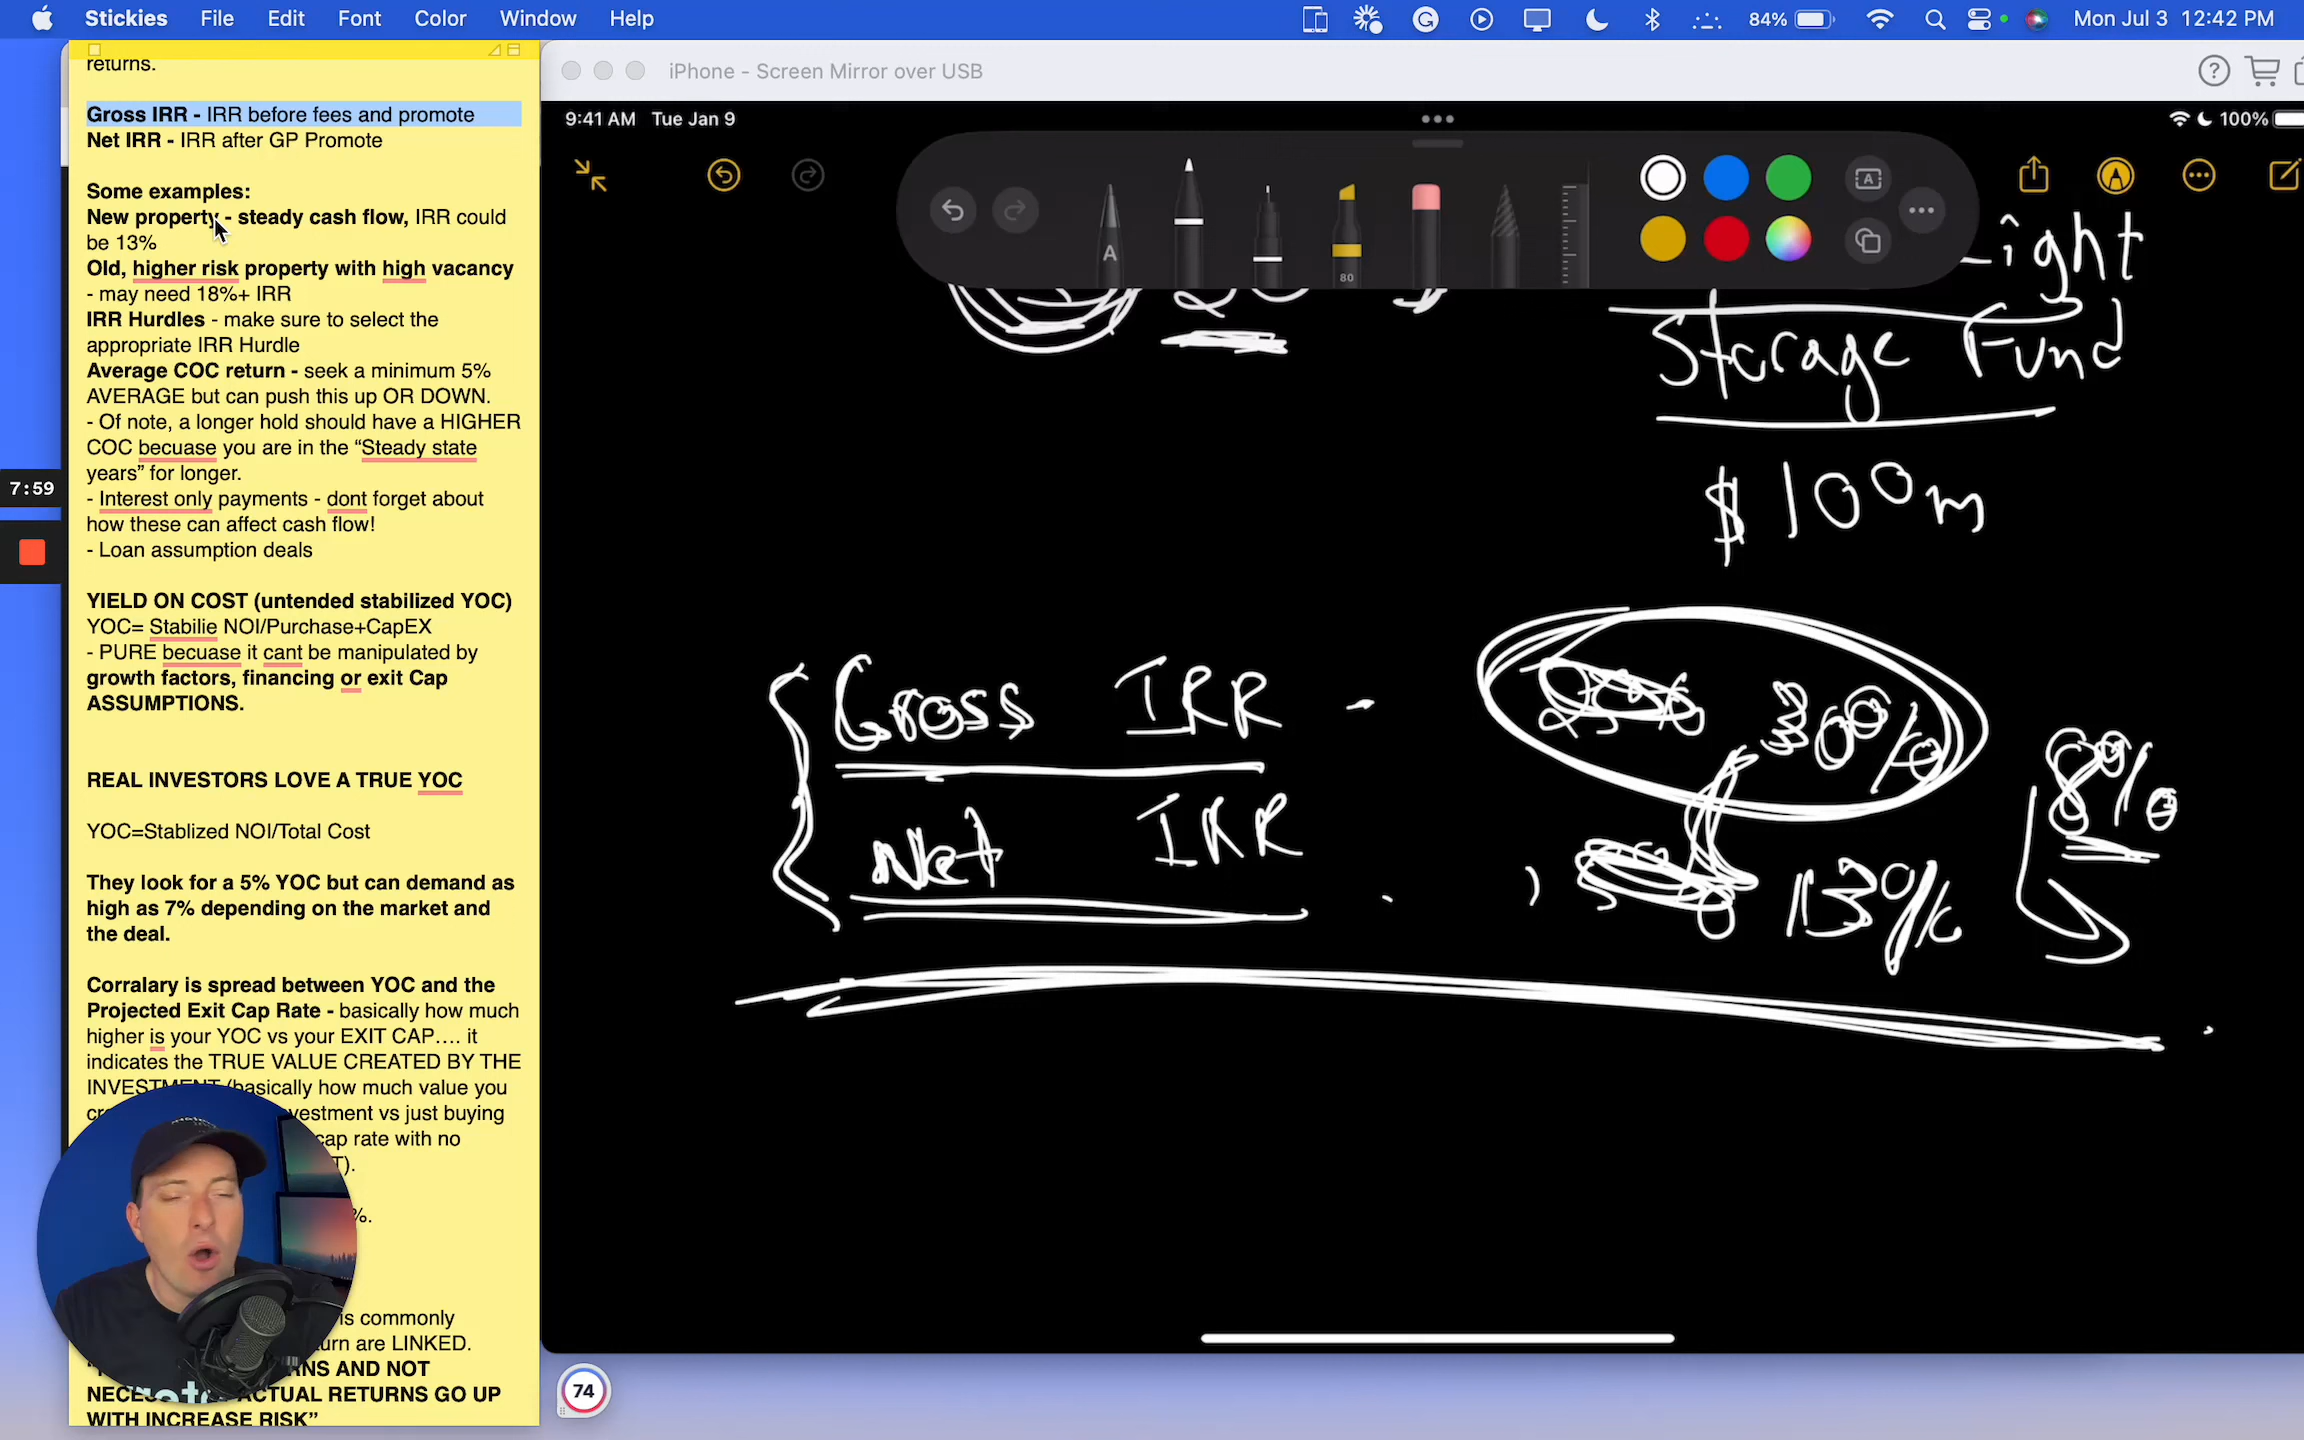 Stickies File Edit Font Color Window Help
84% Mon Jul 3 12:42 PM
returns.
Gross IRR - IRR before fees and promote
Net IRR - IRR after GP Promote
Some examples:
New property - steady cash flow, IRR could
be 13%
Old, higher risk property with high vacancy
- may need 18%+ IRR
IRR Hurdles - make sure to select the
appropriate IRR Hurdle
Average COC return - seek a minimum 5%
AVERAGE but can push this up OR DOWN.
- Of note, a longer hold should have a HIGHER
COC becuase you are in the “Steady state
years” for longer.
- Interest only payments - dont forget about
how these can affect cash flow!
- Loan assumption deals
YIELD ON COST (untended stabilized YOC)
YOC= Stabilie NOI/Purchase+CapEX
- PURE becuase it cant be manipulated by
growth factors, financing or exit Cap
ASSUMPTIONS.
REAL INVESTORS LOVE A TRUE YOC
YOC=Stablized NOI/Total Cost
They look for a 5% YOC but can demand as
high as 7% depending on the market and
the deal.
Corralary is spread between YOC and the
Projected Exit Cap Rate - basically how much
higher is your YOC vs your EXIT CAP.... it
indicates the TRUE VALUE CREATED BY THE
INVESTMENT (basically how much value you
vestment vs just buying
cap rate with no
T).
%.
is commonly
urn are LINKED.
RNS AND NOT
ACTUAL RETURNS GO UP
WITH INCREASE RISK”
7:59
iPhone - Screen Mirror over USB
9:41 AM Tue Jan 9
100%
A
80
A
Storage Fund
$100m
Gross IRR - 30%
8%
Net IRR 13%
74